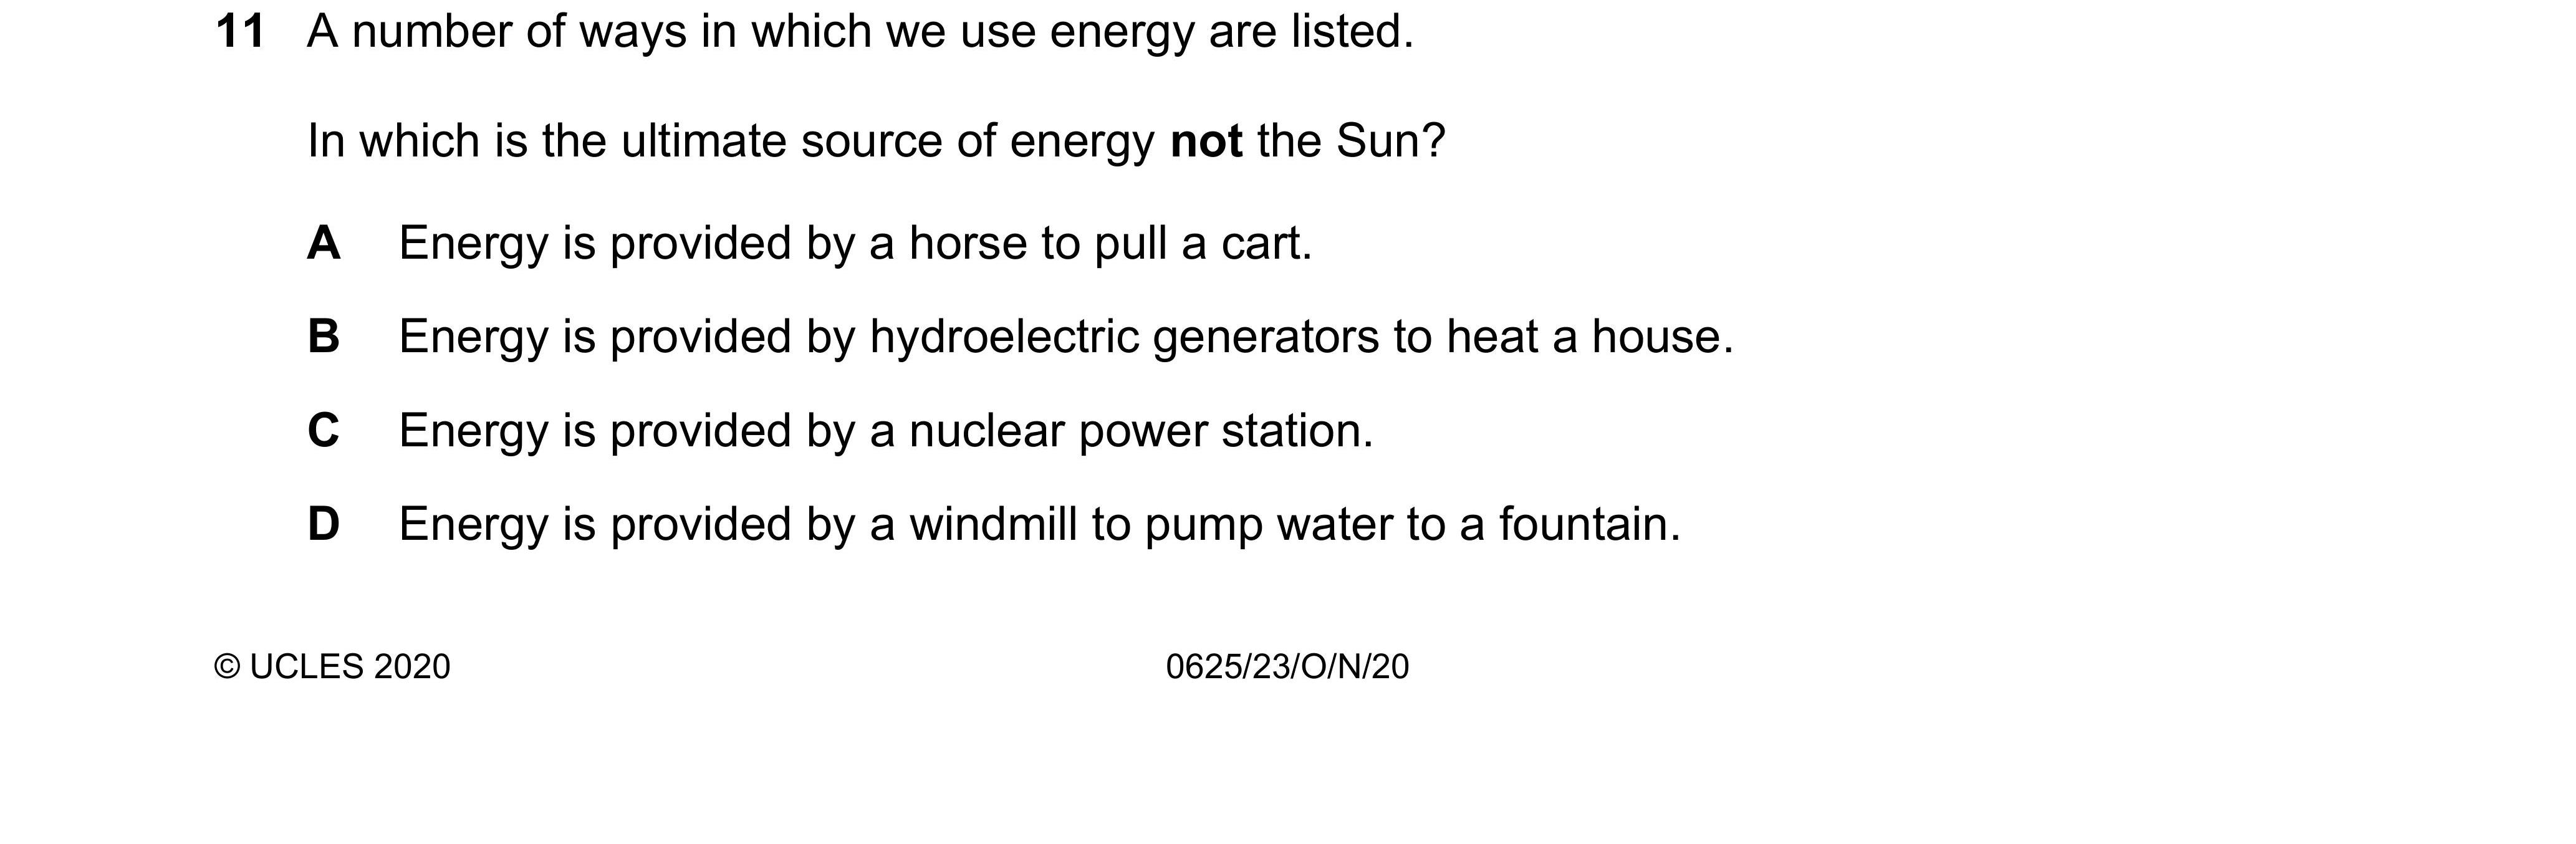 11 A number of ways in which we use energy are listed.
In which is the ultimate source of energy not the Sun?
A Energy is provided by a horse to pull a cart.
B Energy is provided by hydroelectric generators to heat a house.
C Energy is provided by a nuclear power station.
D Energy is provided by a windmill to pump water to a fountain.
© UCLES 2020 0625/23/O/N/20